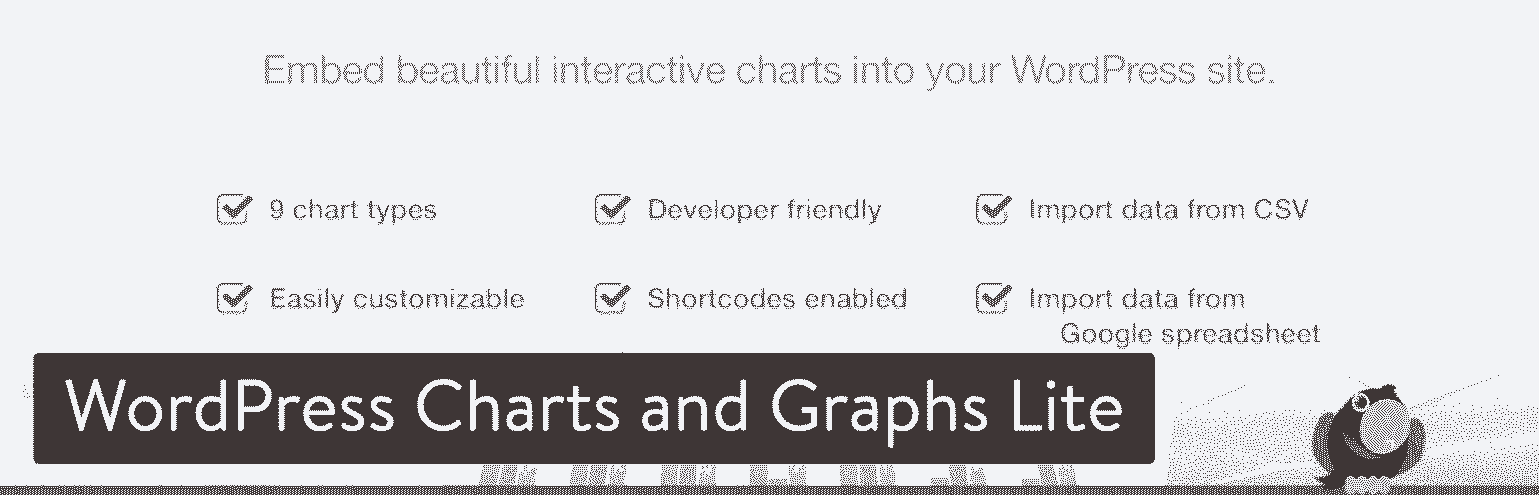 Embed beautiful interactive charts into your WordPress site.
9 chart types
Developer friendly
Import data from CSV
Easily customizable
Shortcodes enabled
Import data from
Google spreadsheet
WordPress Charts and Graphs Lite